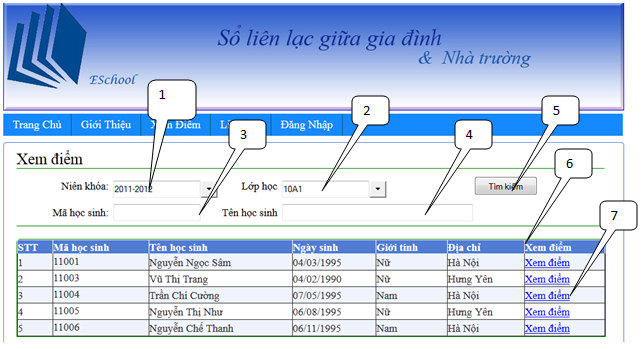 Sổ liên lạc giữa gia đình
& Nhà trường
ESchool
1 2 3 4 5
Trang Chủ Giới Thiệu Xem Điểm Đăng Nhập
Xem điểm
6
Niên khóa: 2011-2012 Lớp học 10A1 Tìm kiếm
Mã học sinh: Tên học sinh
7
STT Mã học sinh Tên học sinh Ngày sinh Giới tính Địa chỉ Xem điểm
1 11001 Nguyễn Ngọc Sâm 04/03/1995 Nữ Hà Nội Xem điểm
2 11003 Vũ Thị Trang 04/02/1990 Nữ Hưng Yên Xem điểm
3 11004 Trần Chí Cường 07/05/1995 Nam Hà Nội Xem điểm
4 11005 Nguyễn Thị Như 06/08/1995 Nữ Hưng Yên Xem điểm
5 11006 Nguyễn Chế Thanh 06/11/1995 Nam Hà Nội Xem điểm